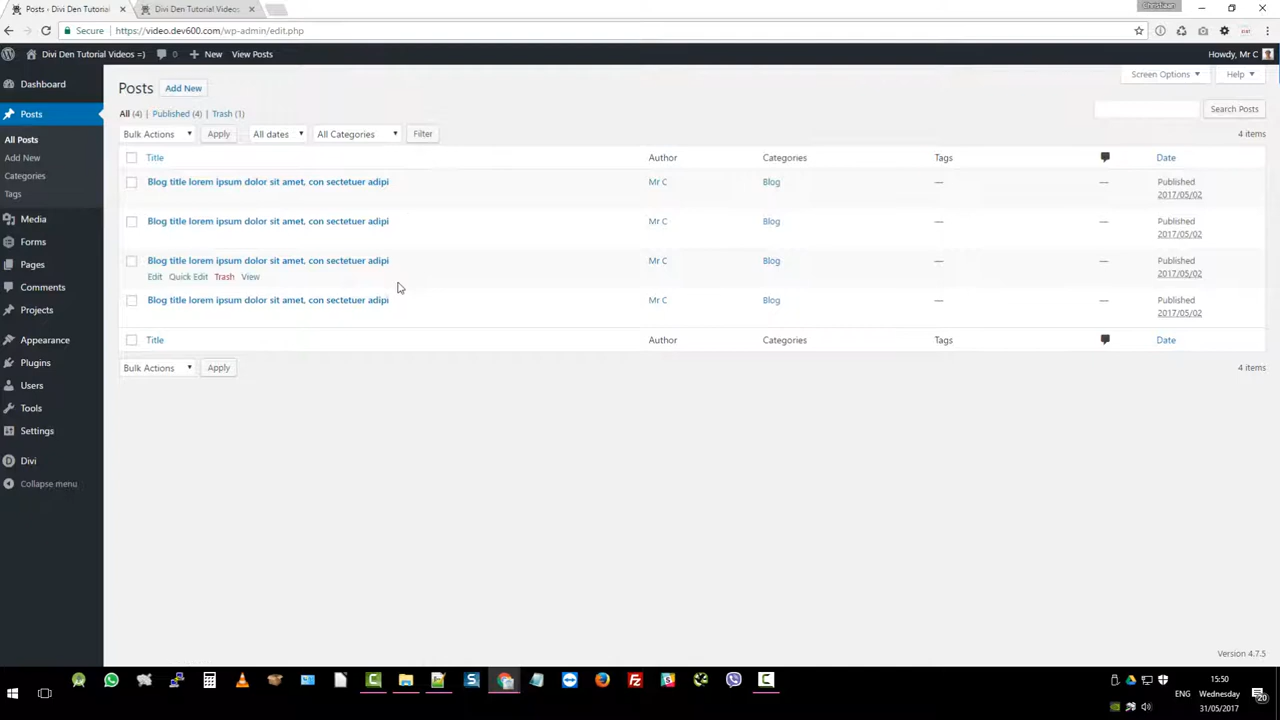 Christiaan
Posts ‹ Divi Den Tutorial
Divi Den Tutorial Videos
Secure https://video.dev600.com/wp-admin/edit.php
Divi Den Tutorial Videos =) 0 New View Posts Howdy, Mr C
Screen Options Help
Dashboard
Posts
All Posts
Add New
Categories
Tags
Media
Forms
Pages
Comments
Projects
Appearance
Plugins
Users
Tools
Settings
Divi
Collapse menu
Posts Add New
All (4) | Published (4) | Trash (1)
Search Posts
Bulk Actions Apply All dates All Categories Filter 4 items
Title Author Categories Tags Date
Blog title lorem ipsum dolor sit amet, con sectetuer adipi Mr C Blog — — Published
2017/05/02
Blog title lorem ipsum dolor sit amet, con sectetuer adipi Mr C Blog — — Published
2017/05/02
Blog title lorem ipsum dolor sit amet, con sectetuer adipi Mr C Blog — — Published
Edit Quick Edit Trash View 2017/05/02
Blog title lorem ipsum dolor sit amet, con sectetuer adipi Mr C Blog — — Published
2017/05/02
Title Author Categories Tags Date
Bulk Actions Apply 4 items
Version 4.7.5
15:50
ENG Wednesday
31/05/2017
20